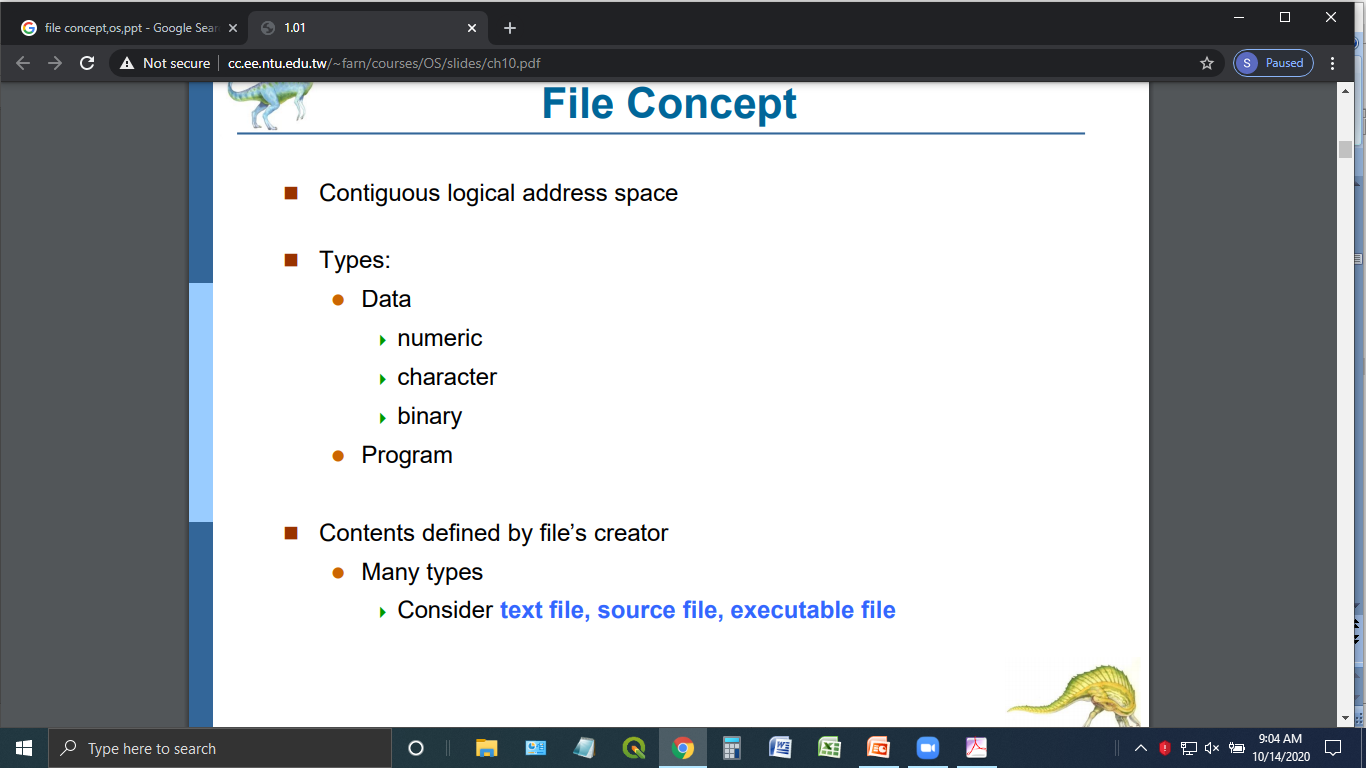 file concept,os,ppt - Google Sear
1.01
Not secure
cc.ee.ntu.edu.tw/~farn/courses/OS/slides/ch10.pdf
S
Paused
File Concept
Contiguous logical address space
Types:
Data
numeric
character
binary
Program
Contents defined by file’s creator
Many types
Consider text file, source file, executable file
Type here to search
9:04 AM
10/14/2020